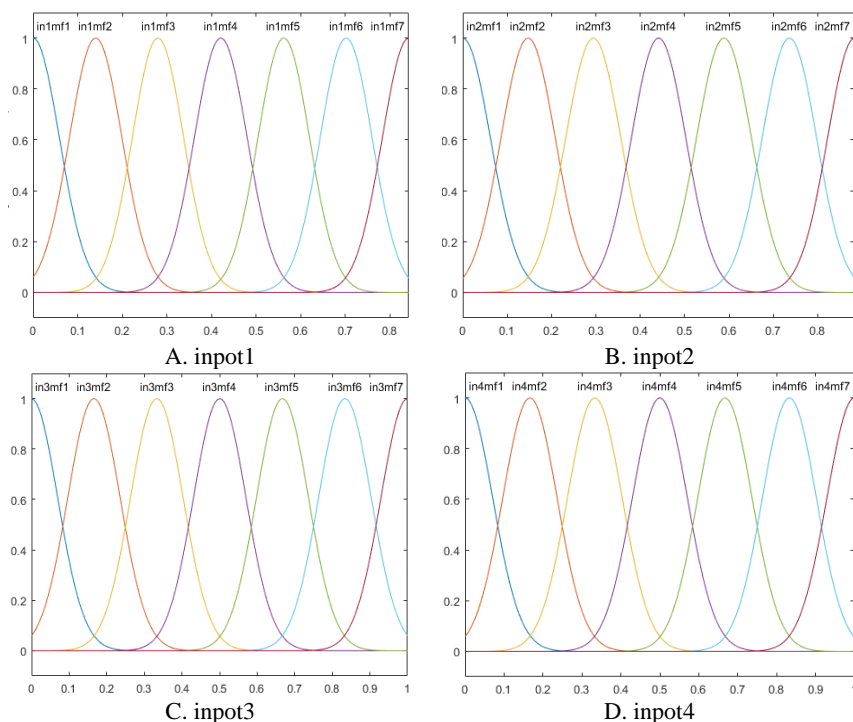 in1mf1 in1mf2 in1mf3 in1mf4 in1mf5 in1mf6 in1mf7
1
0.8
0.6
0.4
0.2
0
0 0.1 0.2 0.3 0.4 0.5 0.6 0.7 0.8
A. inpot1
in2mf1 in2mf2 in2mf3 in2mf4 in2mf5 in2mf6 in2mf7
1
0.8
0.6
0.4
0.2
0
0 0.1 0.2 0.3 0.4 0.5 0.6 0.7 0.8
B. inpot2
in3mf1 in3mf2 in3mf3 in3mf4 in3mf5 in3mf6 in3mf7
1
0.8
0.6
0.4
0.2
0
0 0.1 0.2 0.3 0.4 0.5 0.6 0.7 0.8 0.9 1
C. inpot3
in4mf1 in4mf2 in4mf3 in4mf4 in4mf5 in4mf6 in4mf7
1
0.8
0.6
0.4
0.2
0
0 0.1 0.2 0.3 0.4 0.5 0.6 0.7 0.8 0.9 1
D. inpot4